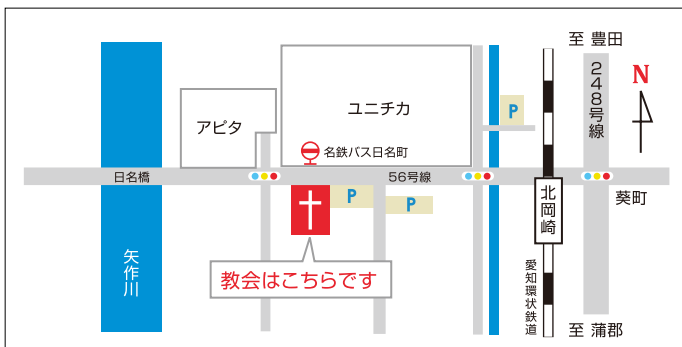 至 豊田
248号線
N
P
ユニチカ
アピタ
名鉄バス日名町
日名橋
56号線
葵町
P
P
北岡崎
矢作川
教会はこちらです
愛知環状鉄道
至 蒲郡